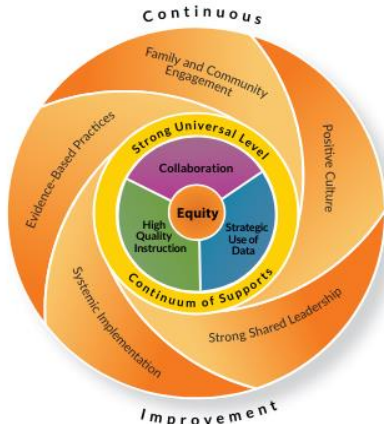 Continuous
Family and Community
Engagement
Positive Culture
Evidence-Based Practices
Strong Universal Level
Collaboration
Equity
High
Quality
Instruction
Strategic
Use of
Data
Continuum of Supports
Systemic Implementation
Strong Shared Leadership
Improvement